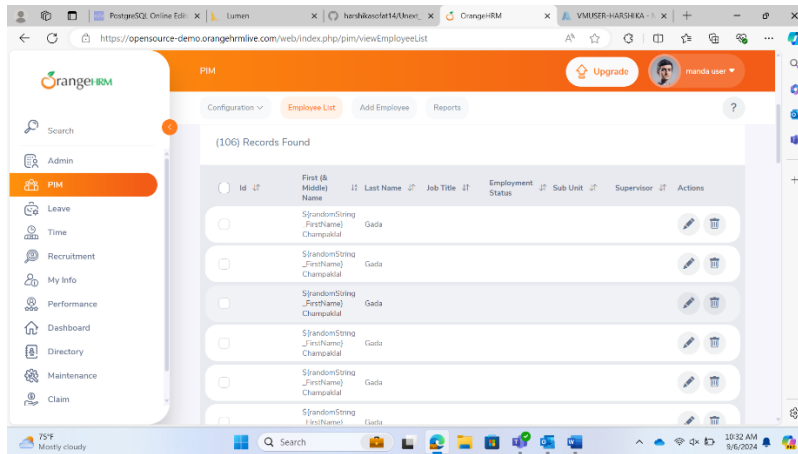 PostgreSQL Online Edit
Lumen
harshikasofat14/Unext_
OrangeHRM
VMUSER-HARSHIKA -
https://opensource-demo.orangehrmlive.com/web/index.php/pim/viewEmployeeList
OrangeHRM
PIM
Upgrade
manda user
Configuration
Employee List
Add Employee
Reports
?
Search
Admin
PIM
Leave
Time
Recruitment
My Info
Performance
Dashboard
Directory
Maintenance
Claim
(106) Records Found
Id
First (&
Middle)
Name
Last Name
Job Title
Employment
Status
Sub Unit
Supervisor
Actions
S{randomString
_FirstName}
Champaklal
Gada
S{randomString
_FirstName}
Champaklal
Gada
S{randomString
_FirstName}
Champaklal
Gada
S{randomString
_FirstName}
Champaklal
Gada
S{randomString
_FirstName}
Champaklal
Gada
S{randomString
_FirstName}
Gada
75°F
Mostly cloudy
Search
10:32 AM
9/6/2024